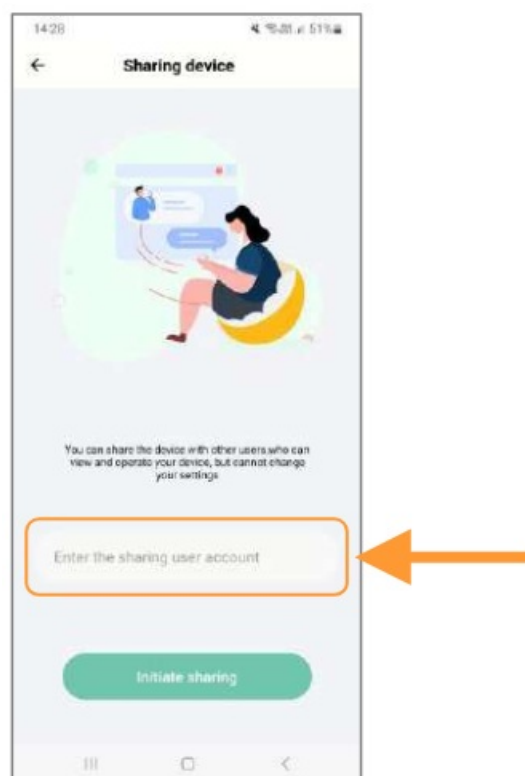 14:28
51%
Sharing device
You can share the device with other users,who can
view and operate your device, but cannot change
your settings
Enter the sharing user account
Initiate sharing